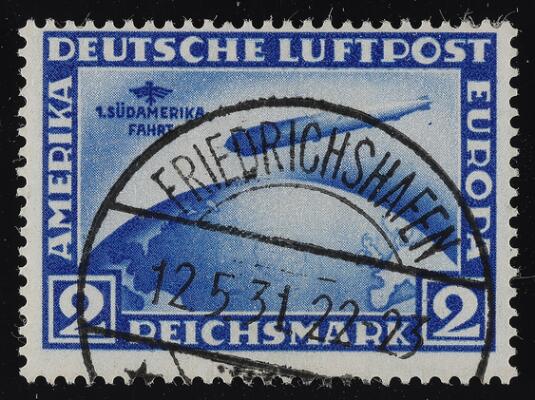 DEUTSCHE LUFTPOST
AMERIKA
EUROPA
1. SÜDAMERIKA
FAHRT
FRIEDRICHSHAFEN
12.5.31. 22-23
2 REICHSMARK 2